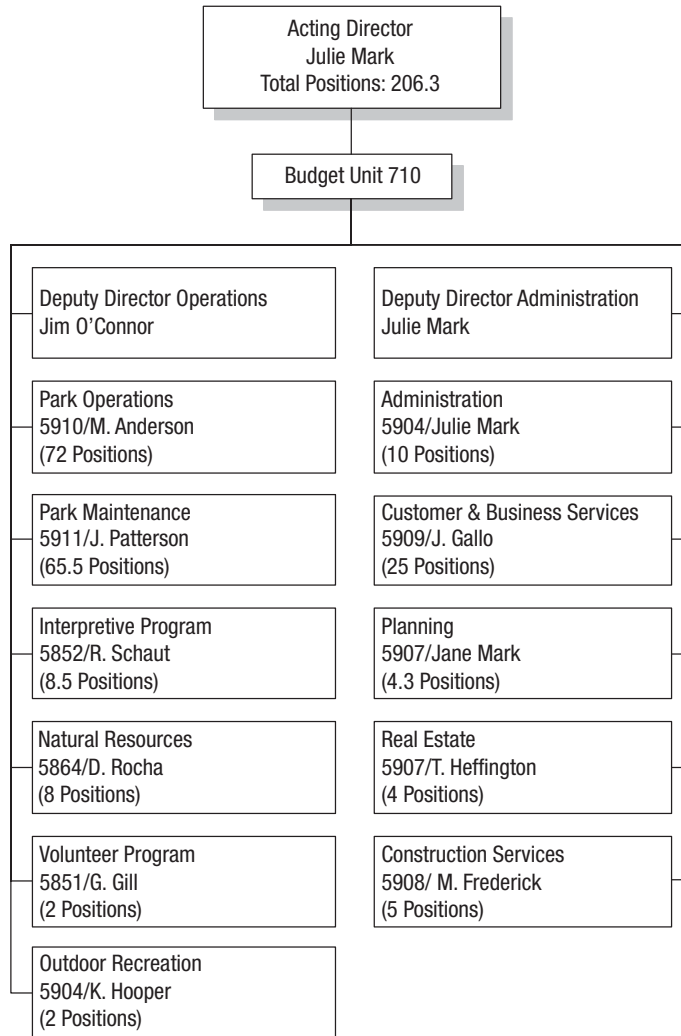 Acting Director
Julie Mark
Total Positions: 206.3
Budget Unit 710
Deputy Director Operations
Jim O’Connor
Park Operations
5910/M. Anderson
(72 Positions)
Park Maintenance
5911/J. Patterson
(65.5 Positions)
Interpretive Program
5852/R. Schaut
(8.5 Positions)
Natural Resources
5864/D. Rocha
(8 Positions)
Volunteer Program
5851/G. Gill
(2 Positions)
Outdoor Recreation
5904/K. Hooper
(2 Positions)
Deputy Director Administration
Julie Mark
Administration
5904/Julie Mark
(10 Positions)
Customer & Business Services
5909/J. Gallo
(25 Positions)
Planning
5907/Jane Mark
(4.3 Positions)
Real Estate
5907/T. Heffington
(4 Positions)
Construction Services
5908/ M. Frederick
(5 Positions)